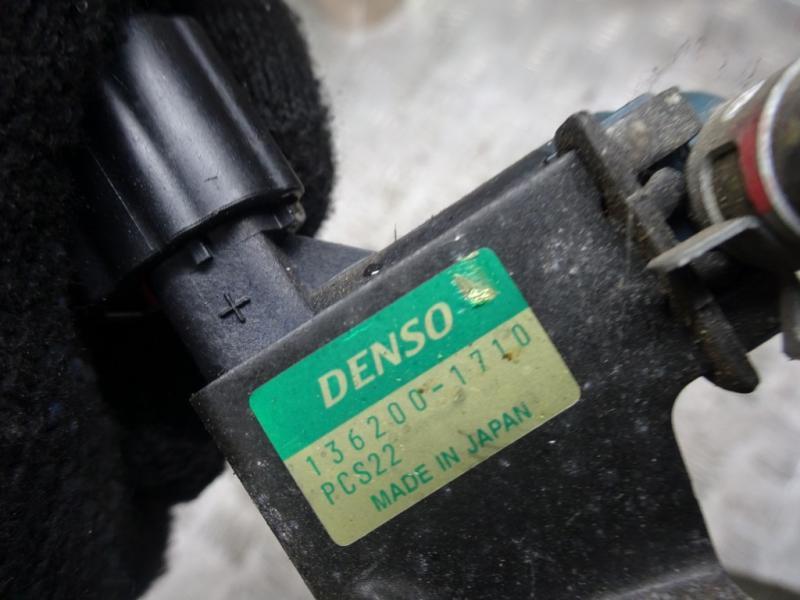 DENSO
136200-1710
PCS22
MADE IN JAPAN
+